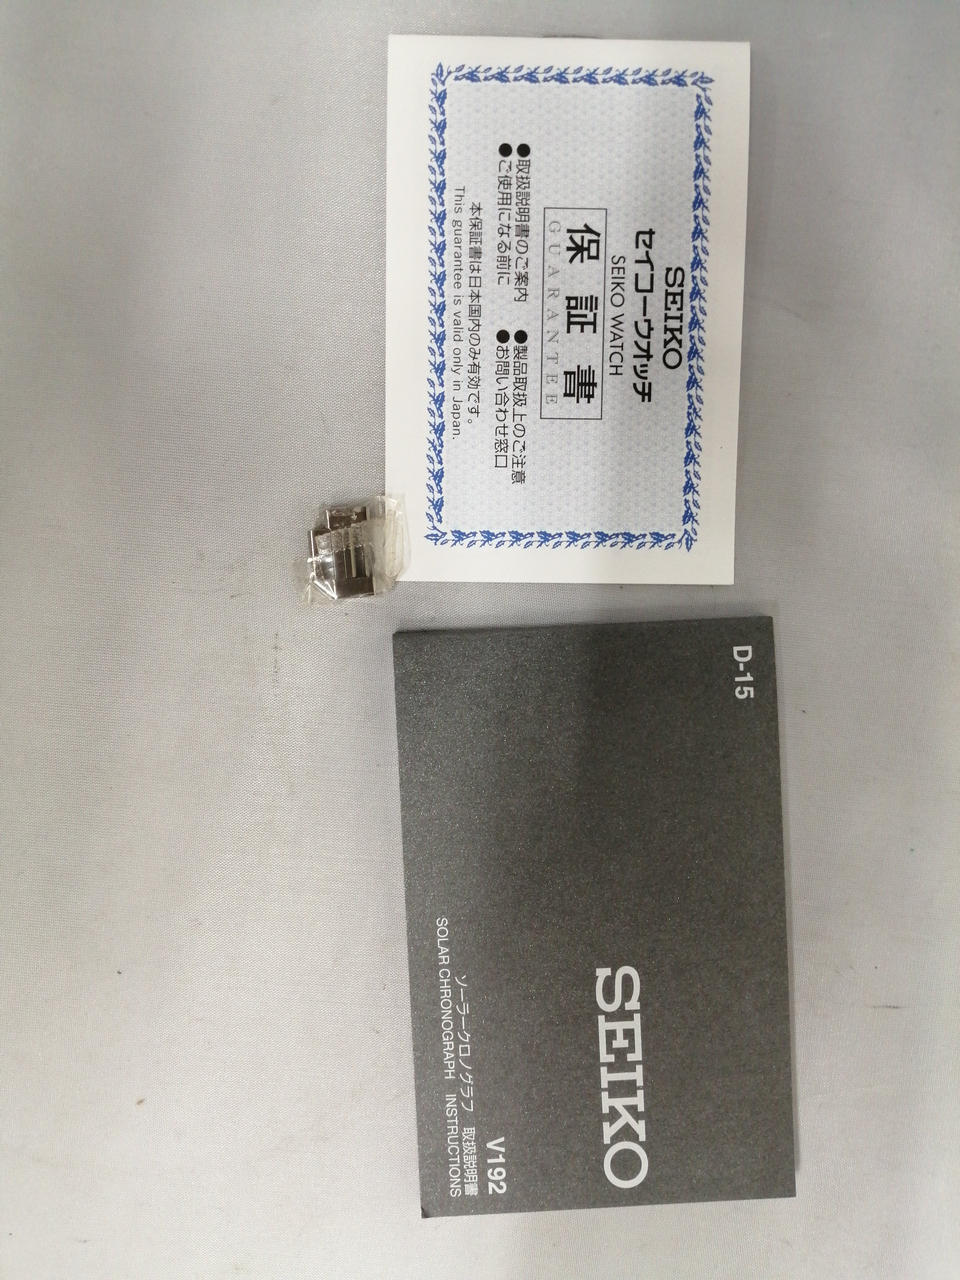 SEIKO
セイコーウオッチ
SEIKO WATCH
保証書
GUARANTEE
●取扱説明書のご案内 ●製品取扱上のご注意
●ご使用になる前に ●お問い合わせ窓口
本保証書は日本国内のみ有効です。
This guarantee is valid only in Japan.
D-15
SEIKO
V192
ソーラークロノグラフ 取扱説明書
SOLAR CHRONOGRAPH INSTRUCTIONS